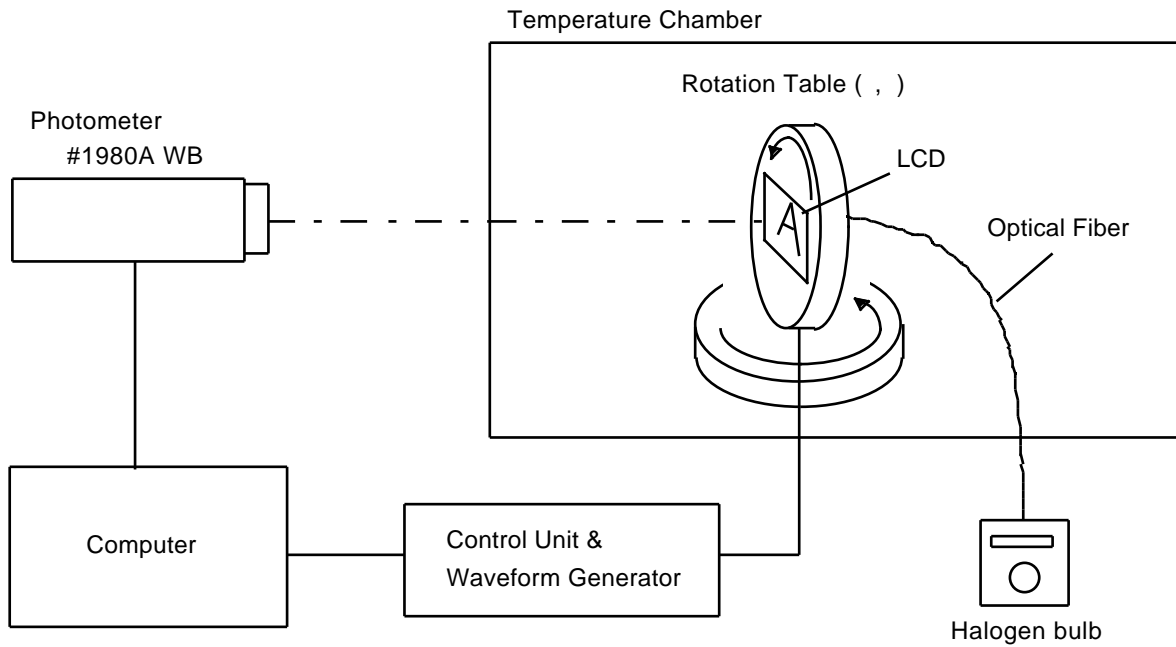 Temperature Chamber
Rotation Table ( , )
Photometer
#1980A WB
LCD
A
Optical Fiber
Computer
Control Unit &
Waveform Generator
Halogen bulb